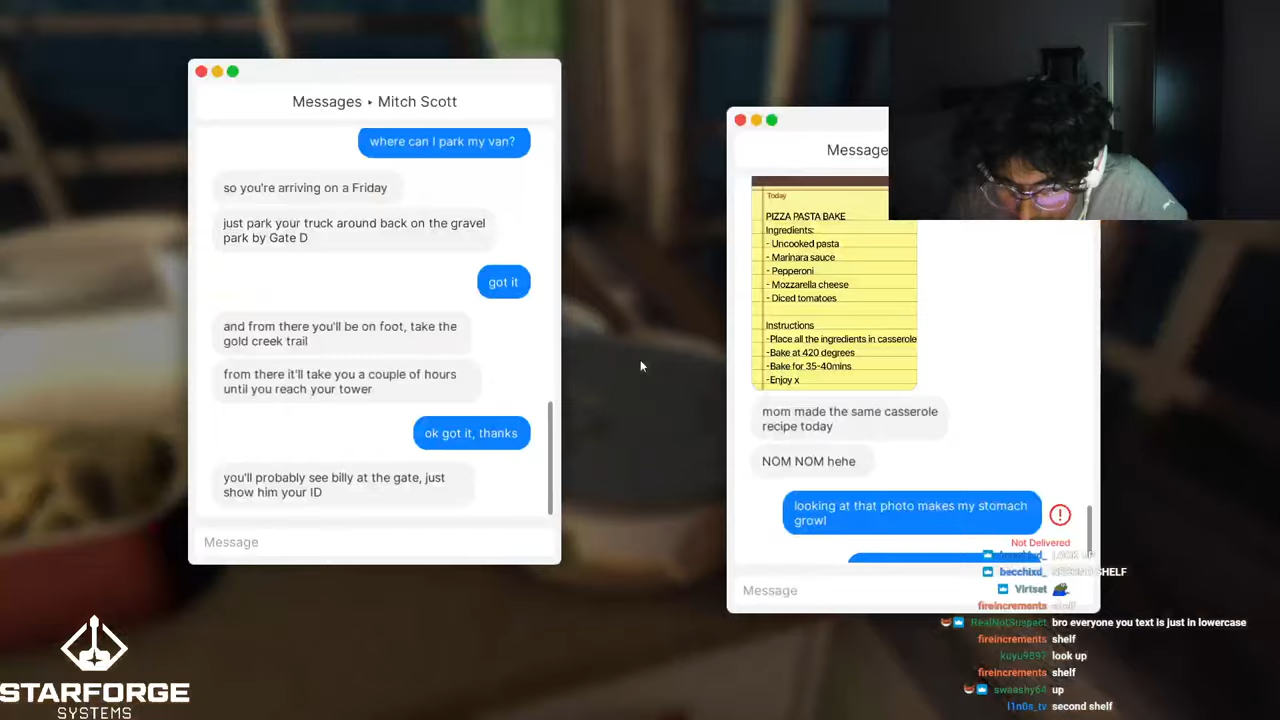 Messages ▸ Mitch Scott
where can I park my van?
so you're arriving on a Friday
just park your truck around back on the gravel
park by Gate D
got it
and from there you'll be on foot, take the
gold creek trail
from there it'll take you a couple of hours
until you reach your tower
ok got it, thanks
you'll probably see billy at the gate, just
show him your ID
Message
Message
Today
PIZZA PASTA BAKE
Ingredients:
- Uncooked pasta
- Marinara sauce
- Pepperoni
- Mozzarella cheese
- Diced tomatoes
Instructions
-Place all the ingredients in casserole
-Bake at 420 degrees
-Bake for 35-40mins
-Enjoy x
mom made the same casserole
recipe today
NOM NOM hehe
looking at that photo makes my stomach
growl
Not Delivered
Message
LOOK UP
becchixd_ SECOND SHELF
Virtset
fireincrements shelf
RealNotSuspect bro everyone you text is just in lowercase
fireincrements shelf
kuyu9897 look up
fireincrements shelf
swaashy64 up
l1n0s_tv second shelf
STARFORGE
SYSTEMS